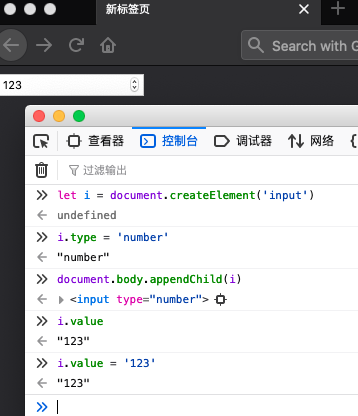 新标签页
Search with G
123
查看器 控制台 调试器 网络
过滤输出
let i = document.createElement('input')
undefined
i.type = 'number'
"number"
document.body.appendChild(i)
<input type="number">
i.value
"123"
i.value = '123'
"123"